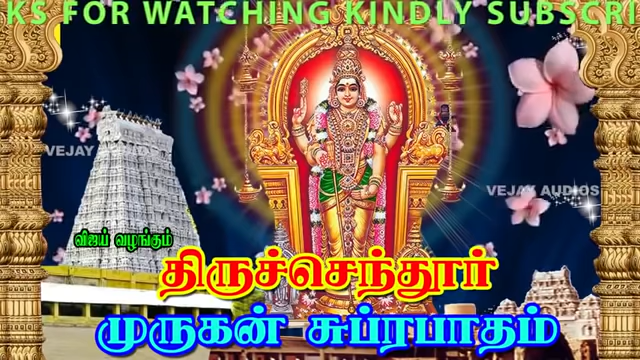 KS FOR WATCHING KINDLY SUBSCRI
VEJAY AUDIOS
VEJAY AUDIOS
விஜய் வழங்கும்
திருச்செந்தூர்
முருகன் சுப்ரபாதம்